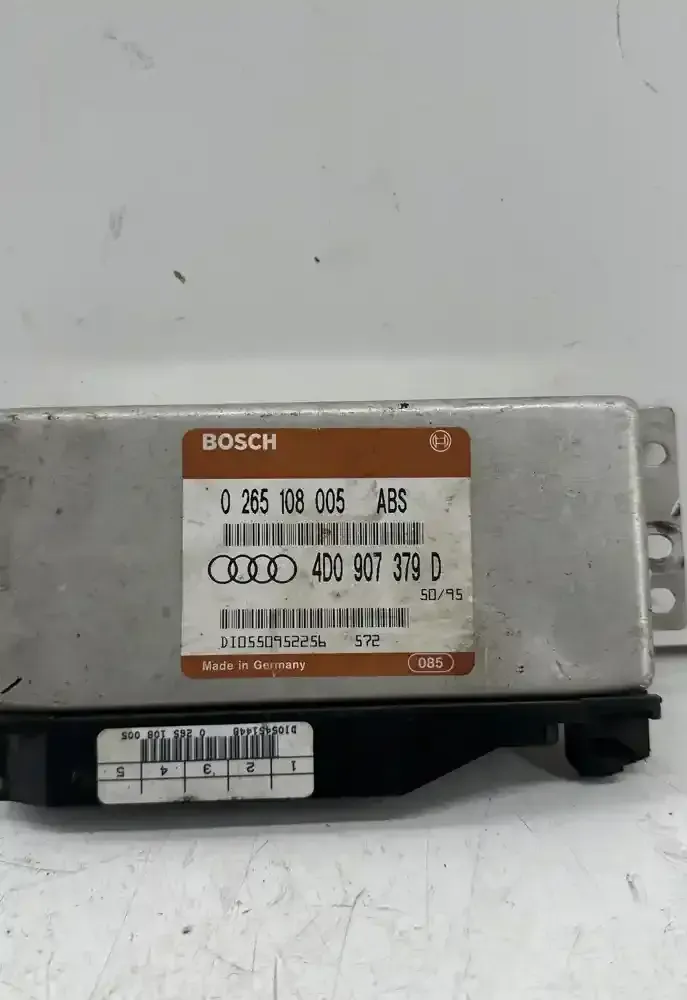 BOSCH
0 265 108 005 ABS
4D0 907 379 D
50/95
DI0550952256 572
Made in Germany 085
DI05451448 0 265 108 005
1 2 3 4 5